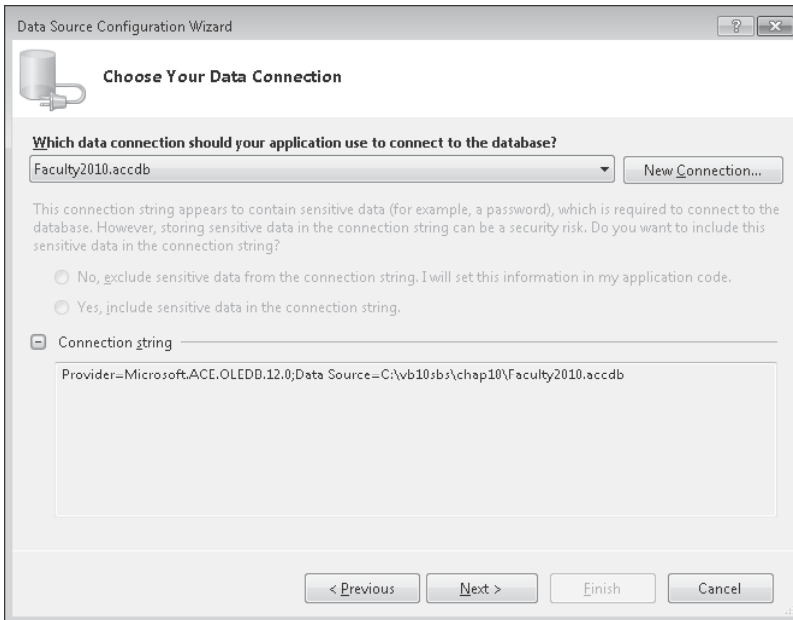 Data Source Configuration Wizard
Choose Your Data Connection
Which data connection should your application use to connect to the database?
Faculty2010.accdb
New Connection...
This connection string appears to contain sensitive data (for example, a password), which is required to connect to the
database. However, storing sensitive data in the connection string can be a security risk. Do you want to include this
sensitive data in the connection string?
No, exclude sensitive data from the connection string. I will set this information in my application code.
Yes, include sensitive data in the connection string.
Connection string
Provider=Microsoft.ACE.OLEDB.12.0;Data Source=C:\vb10sbs\chap10\Faculty2010.accdb
< Previous
Next >
Finish
Cancel